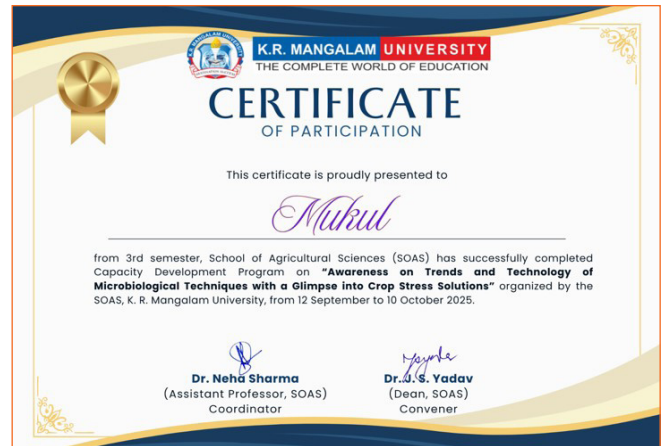 K.R. MANGALAM UNIVERSITY
THE COMPLETE WORLD OF EDUCATION
CERTIFICATE
OF PARTICIPATION
This certificate is proudly presented to
Mukul
from 3rd semester, School of Agricultural Sciences (SOAS) has successfully completed
Capacity Development Program on “Awareness on Trends and Technology of
Microbiological Techniques with a Glimpse into Crop Stress Solutions” organized by the
SOAS, K. R. Mangalam University, from 12 September to 10 October 2025.
Dr. Neha Sharma
(Assistant Professor, SOAS)
Coordinator
Dr. J. S. Yadav
(Dean, SOAS)
Convener